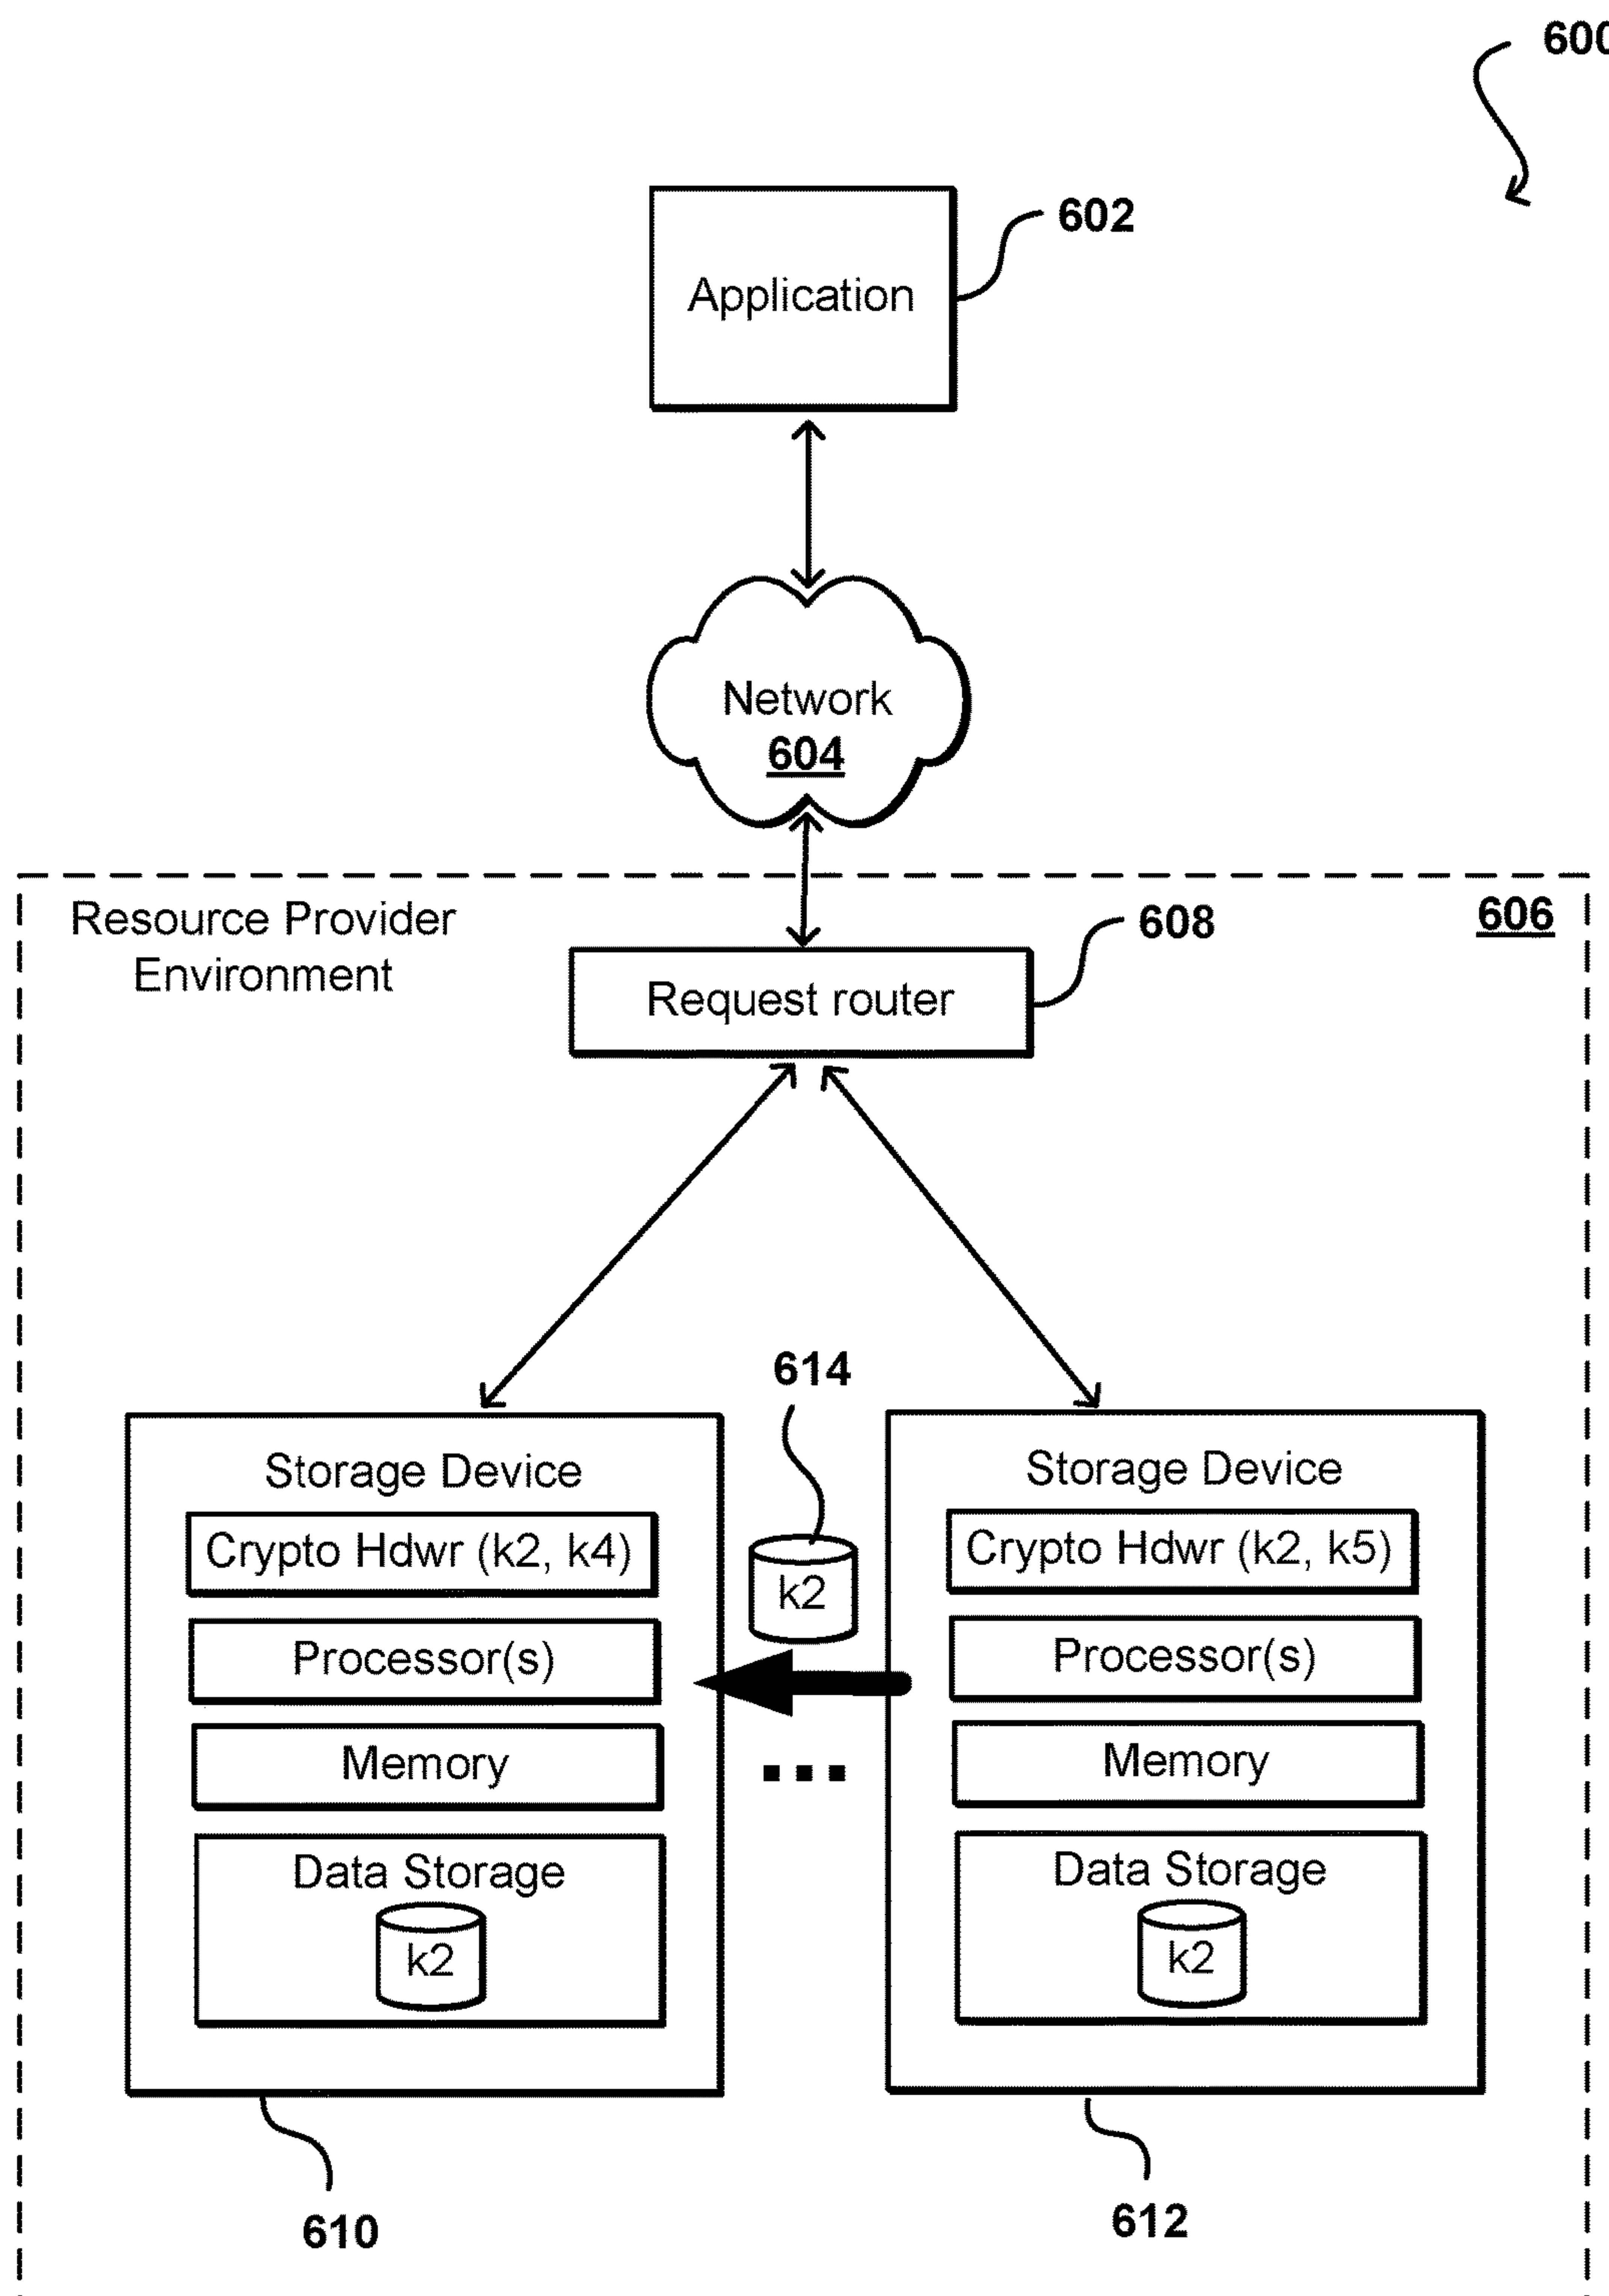 600
602
Application
Network
604
Resource Provider
Environment
606
608
Request router
614
Storage Device
Crypto Hdwr (k2, k4)
Processor(s)
Memory
Data Storage
k2
k2
Storage Device
Crypto Hdwr (k2, k5)
Processor(s)
Memory
Data Storage
k2
610
612